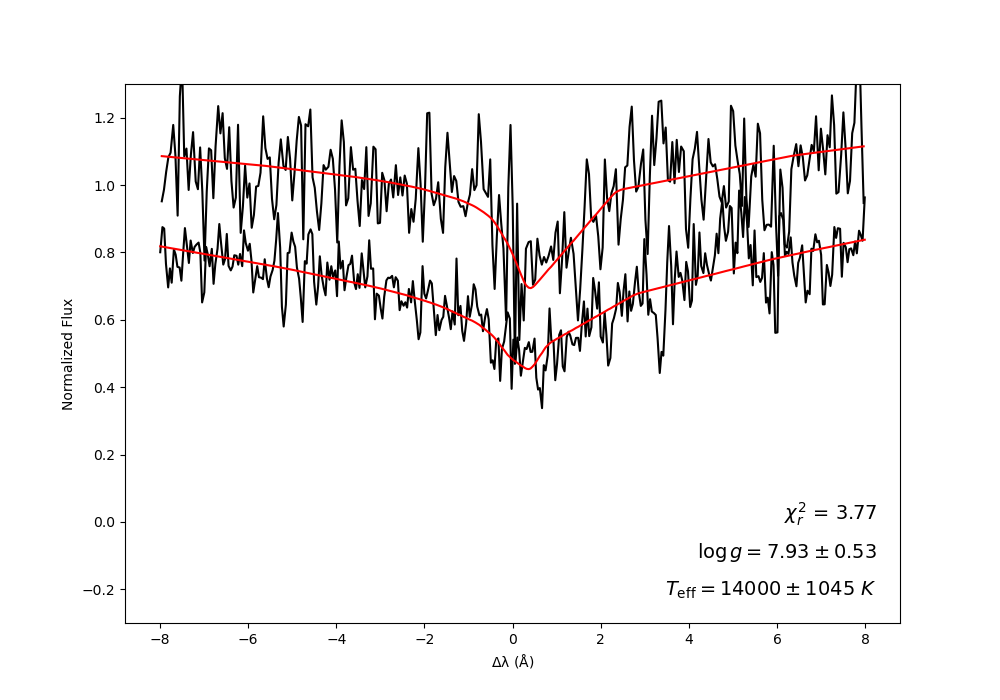 1.2
1.0
0.8
0.6
0.4
0.2
0.0
−0.2
Normalized Flux
χ²ᵣ = 3.77
log g = 7.93 ± 0.53
T_eff = 14000 ± 1045 K
−8 −6 −4 −2 0 2 4 6 8
Δλ (Å)